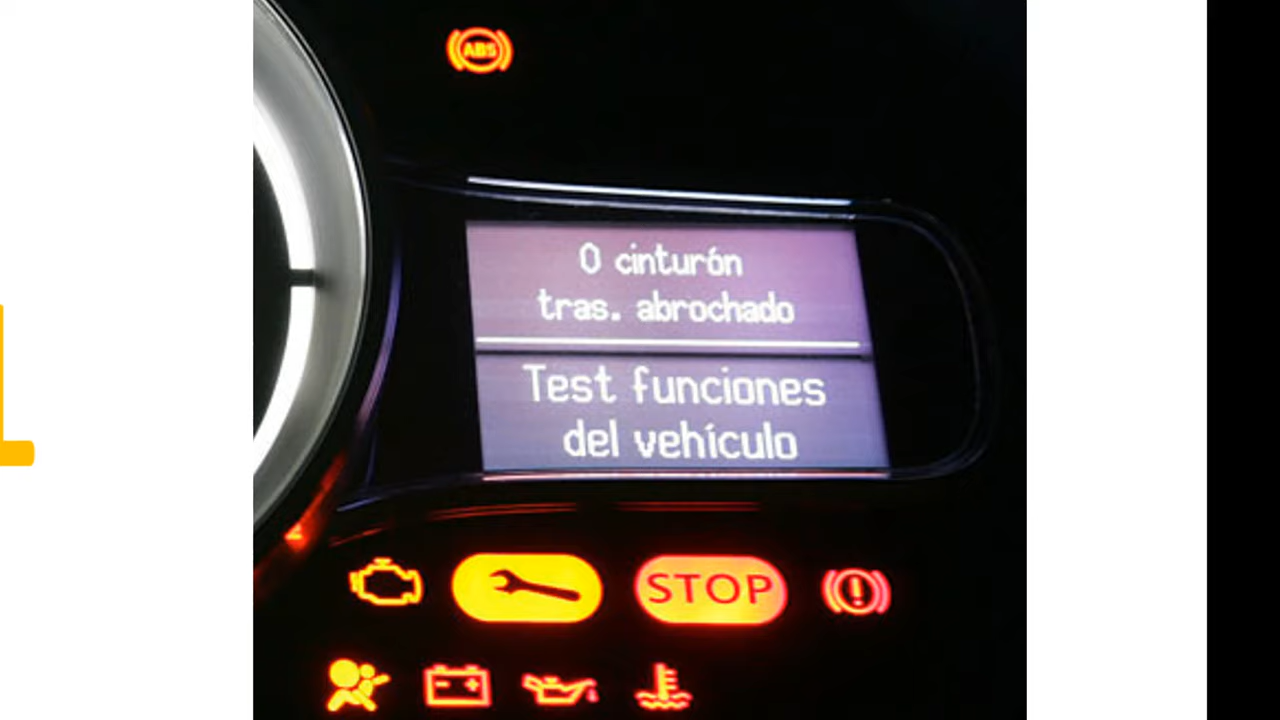 ABS
0 cinturón
tras. abrochado
Test funciones
del vehículo
STOP